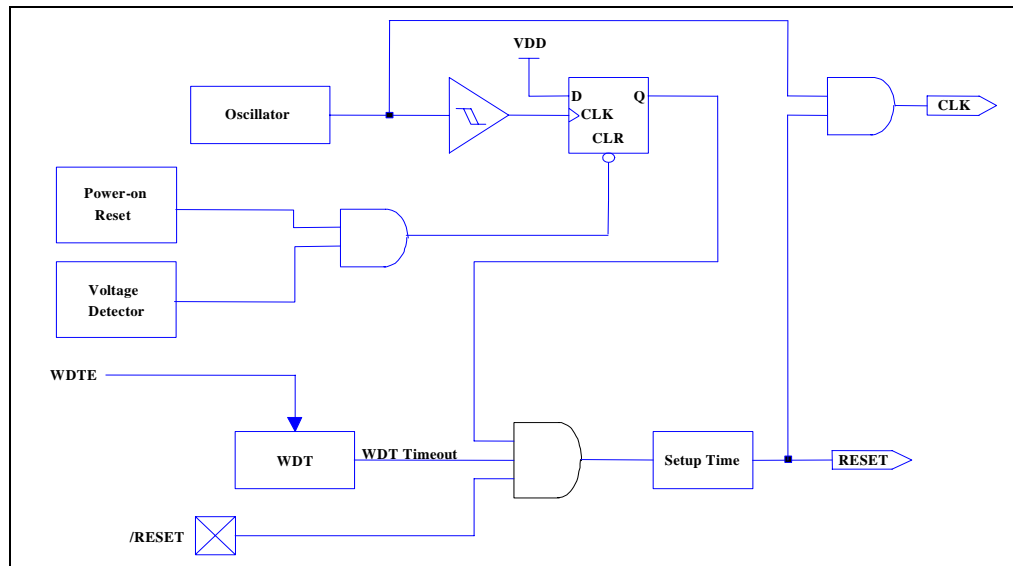 VDD
D
Q
CLK
CLR
CLK
Oscillator
Power-on
Reset
Voltage
Detector
WDTE
WDT
WDT Timeout
Setup Time
RESET
/RESET